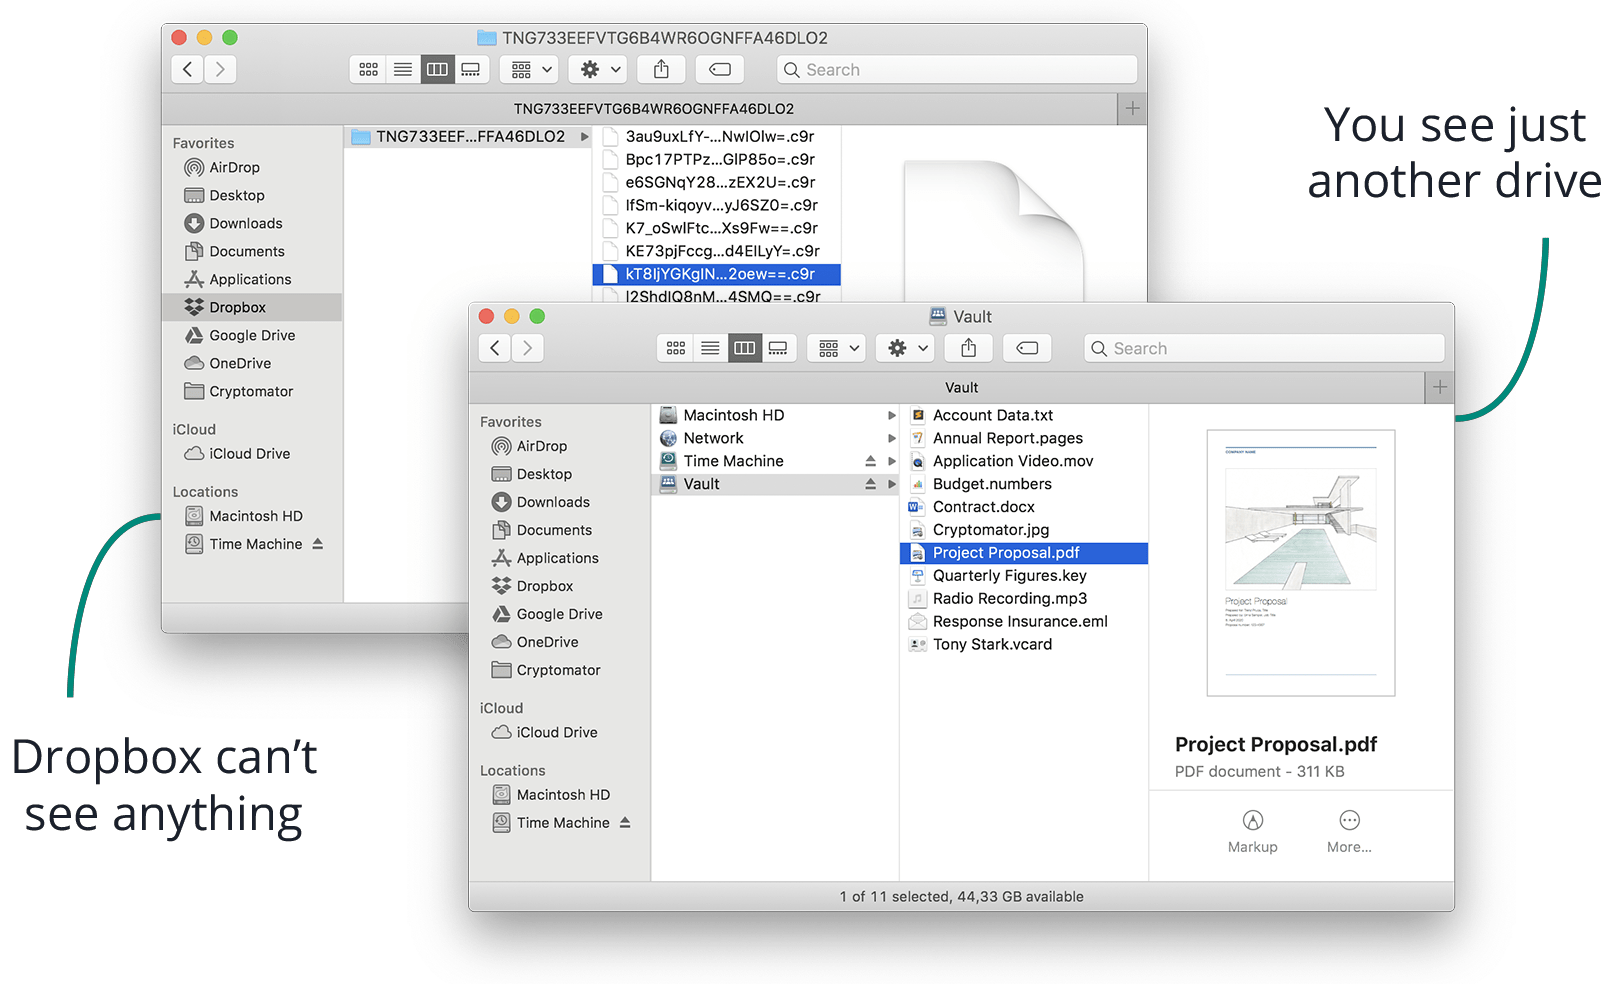 TNG733EEFVTG6B4WR6OGNFFA46DLO2
Search
TNG733EEFVTG6B4WR6OGNFFA46DLO2
Favorites
AirDrop
Desktop
Downloads
Documents
Applications
Dropbox
Google Drive
OneDrive
Cryptomator
iCloud
iCloud Drive
Locations
Macintosh HD
Time Machine
TNG733EEF...FFA46DLO2
3au9uxLfY-...NwIOlw=.c9r
Bpc17PTPz...GlP85o=.c9r
e6SGNqY28...zEX2U=.c9r
IfSm-kiqoyv...yJ6SZ0=.c9r
K7_oSwlFtc...Xs9Fw==.c9r
KE73pjFccg...d4EILyY=.c9r
kT8IjYGKgIN...2oew==.c9r
l2ShdIQ8nM...4SMQ==.c9r
You see just
another drive
Vault
Search
Vault
Favorites
AirDrop
Desktop
Downloads
Documents
Applications
Dropbox
Google Drive
OneDrive
Cryptomator
iCloud
iCloud Drive
Locations
Macintosh HD
Time Machine
Macintosh HD
Network
Time Machine
Vault
Account Data.txt
Annual Report.pages
Application Video.mov
Budget.numbers
Contract.docx
Cryptomator.jpg
Project Proposal.pdf
Quarterly Figures.key
Radio Recording.mp3
Response Insurance.eml
Tony Stark.vcard
COMPANY NAME
Project Proposal
Project Proposal.pdf
PDF document - 311 KB
Markup
More...
1 of 11 selected, 44,33 GB available
Dropbox can't
see anything